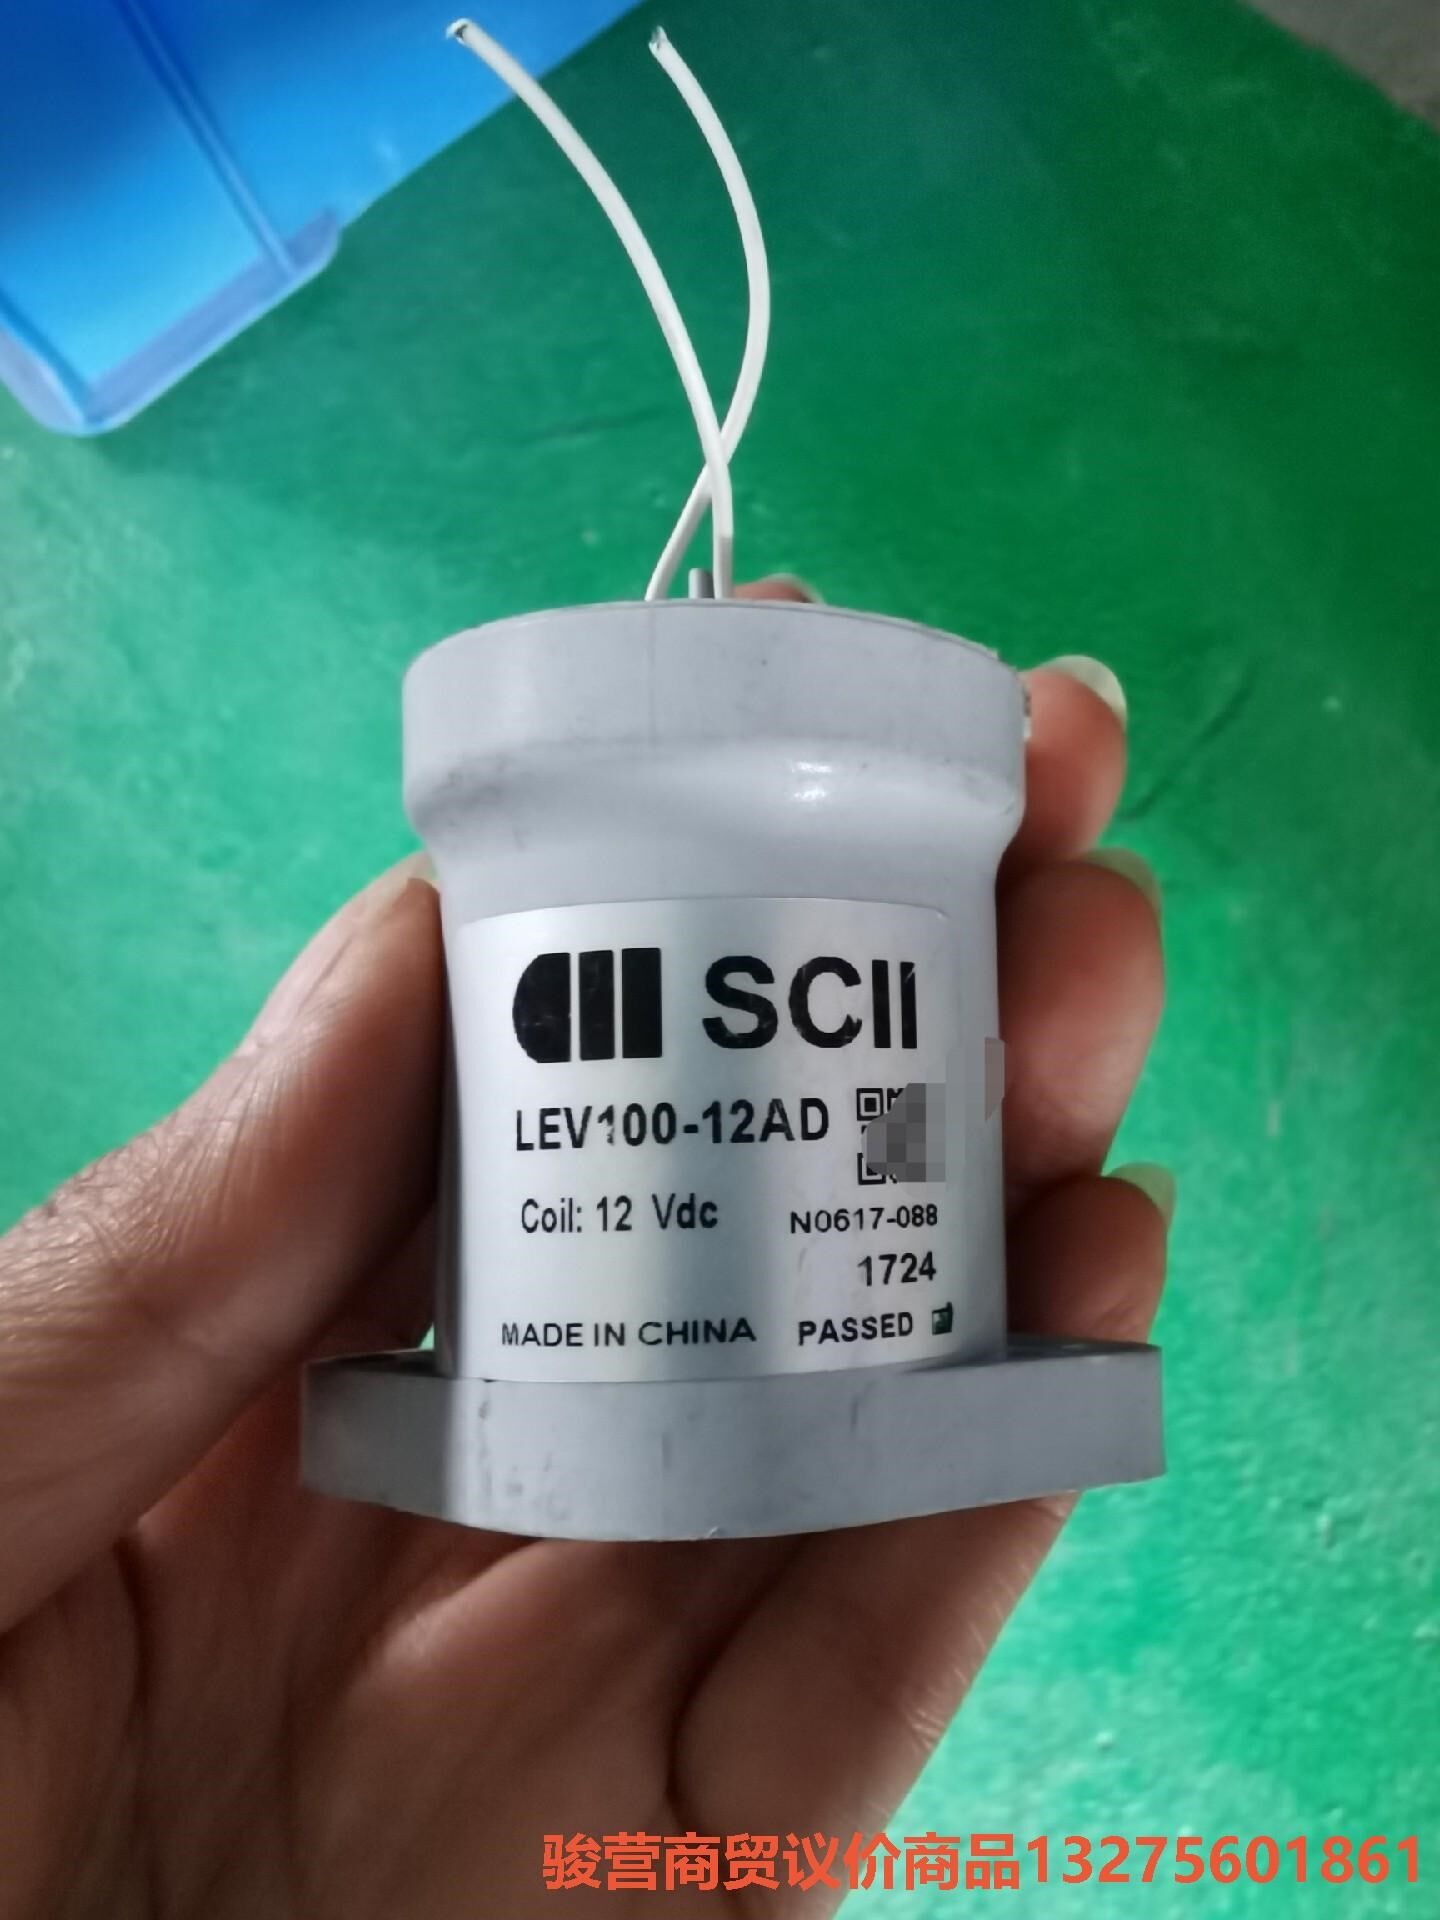 SCII
LEV100-12AD
Coil: 12 Vdc
N0617-088
1724
MADE IN CHINA
PASSED
骏营商贸议价商品13275601861